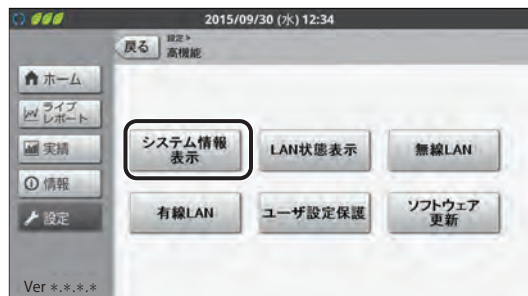 2015/09/30 (水) 12:34
戻る
設定>
高機能
ホーム
ライブ
レポート
実績
情報
設定
システム情報
表示
LAN状態表示
無線LAN
有線LAN
ユーザ設定保護
ソフトウェア
更新
Ver *.*.*.*